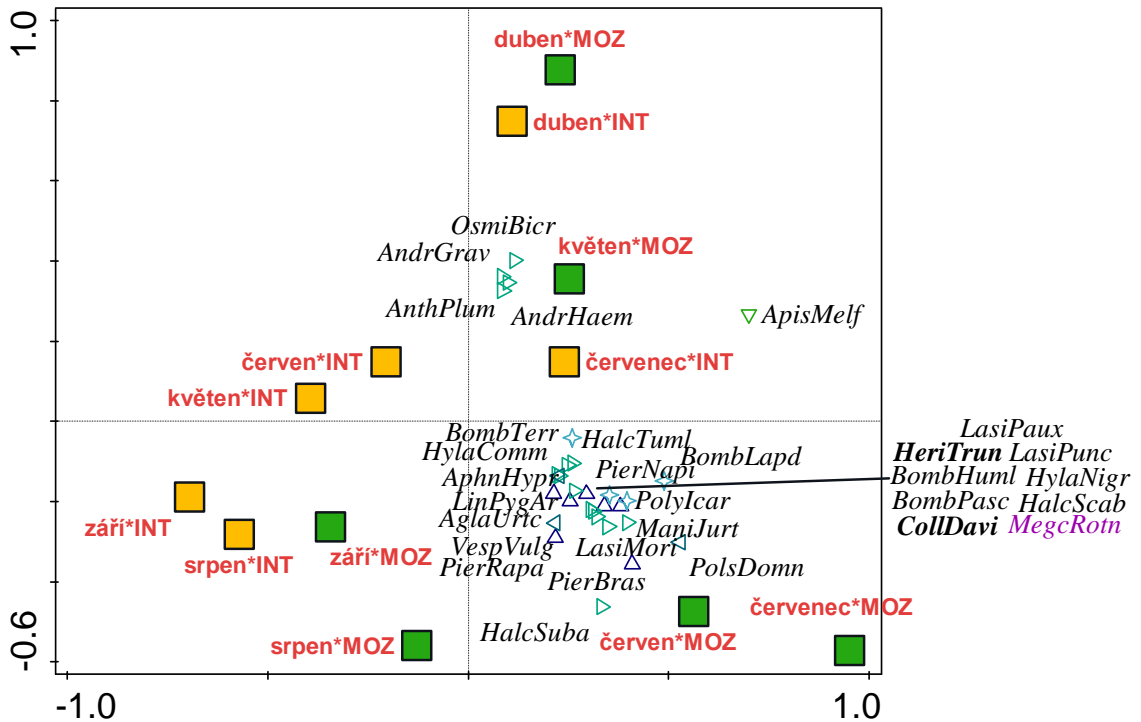 1.0
duben*MOZ
duben*INT
OsmiBicr
AndrGrav
květen*MOZ
AnthPlum
AndrHaem
ApisMelf
červen*INT
červenec*INT
květen*INT
BombTerr
HalcTuml
LasiPaux
HylaComm
BombLapd
HeriTrun LasiPunc
AphnHypr
PierNapi
BombHuml HylaNigr
LinPygAr
PolyIcar
BombPasc HalcScab
AglaUrtc
ManiJurt
CollDavi MegcRotn
září*INT
září*MOZ
VespVulg
LasiMori
srpen*INT
PierRapa
PierBras
PolsDomn
červenec*MOZ
HalcSuba
červen*MOZ
srpen*MOZ
-0.6
-1.0
1.0